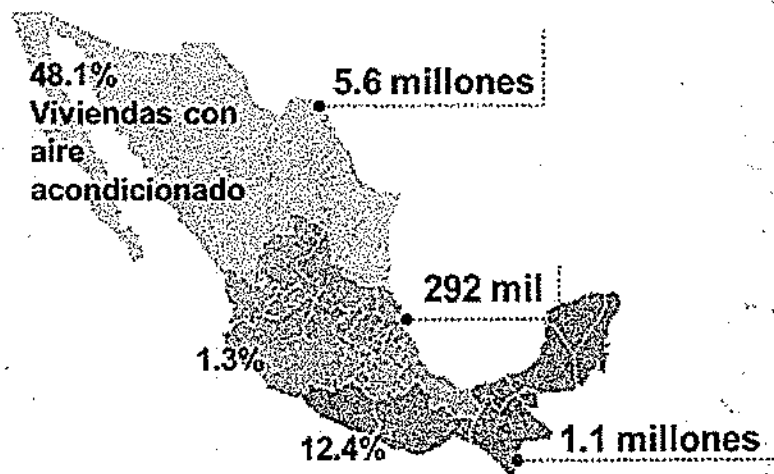 48.1%
Viviendas con
aire
acondicionado
5.6 millones
292 mil
1.3%
12.4%
1.1 millones